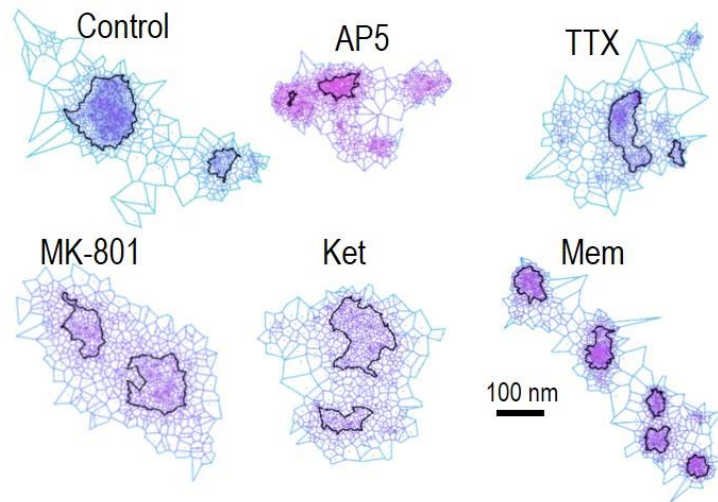 Control
AP5
TTX
MK-801
Ket
Mem
100 nm